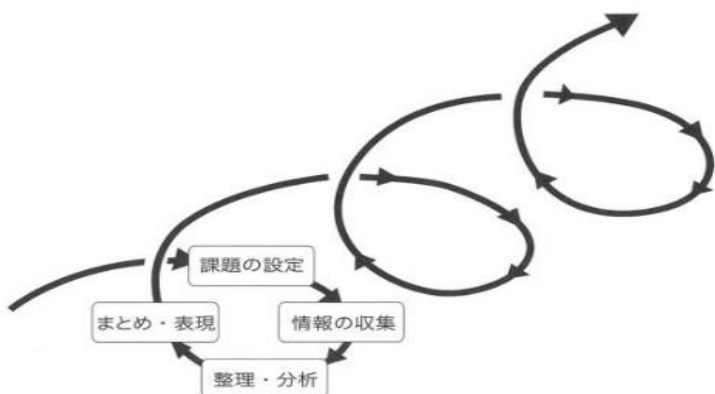 課題の設定
まとめ・表現
情報の収集
整理・分析